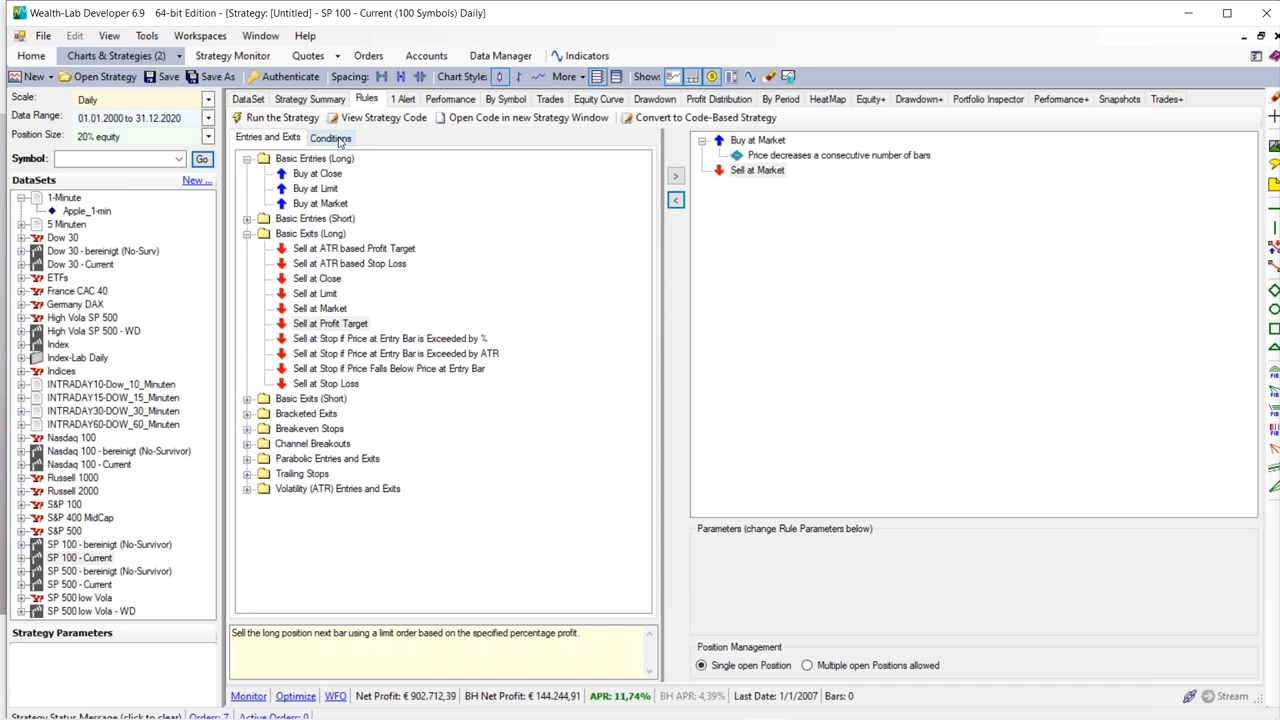 Wealth-Lab Developer 6.9 64-bit Edition - [Strategy: [Untitled] - SP 100 - Current (100 Symbols) Daily]
File Edit View Tools Workspaces Window Help
Home Charts & Strategies (2) Strategy Monitor Quotes Orders Accounts Data Manager Indicators
New Open Strategy Save Save As Authenticate Spacing: Chart Style: More Show:
Scale: Daily
Data Range: 01.01.2000 to 31.12.2020
Position Size: 20% equity
Symbol: Go
DataSets New ...
1-Minute
Apple_1-min
5 Minuten
Dow 30
Dow 30 - bereinigt (No-Surv)
Dow 30 - Current
ETFs
France CAC 40
Germany DAX
High Vola SP 500
High Vola SP 500 - WD
Index
Index-Lab Daily
Indices
INTRADAY10-Dow_10_Minuten
INTRADAY15-DOW_15_Minuten
INTRADAY30-DOW_30_Minuten
INTRADAY60-DOW_60_Minuten
Nasdaq 100
Nasdaq 100 - bereinigt (No-Survivor)
Nasdaq 100 - Current
Russell 1000
Russell 2000
S&P 100
S&P 400 MidCap
S&P 500
SP 100 - bereinigt (No-Survivor)
SP 100 - Current
SP 500 - bereinigt (No-Survivor)
SP 500 - Current
SP 500 low Vola
SP 500 low Vola - WD
Strategy Parameters
DataSet Strategy Summary Rules 1 Alert Performance By Symbol Trades Equity Curve Drawdown Profit Distribution By Period HeatMap Equity+ Drawdown+ Portfolio Inspector Performance+ Snapshots Trades+
Run the Strategy View Strategy Code Open Code in new Strategy Window Convert to Code-Based Strategy
Entries and Exits Conditions
Basic Entries (Long)
Buy at Close
Buy at Limit
Buy at Market
Basic Entries (Short)
Basic Exits (Long)
Sell at ATR based Profit Target
Sell at ATR based Stop Loss
Sell at Close
Sell at Limit
Sell at Market
Sell at Profit Target
Sell at Stop if Price at Entry Bar is Exceeded by %
Sell at Stop if Price at Entry Bar is Exceeded by ATR
Sell at Stop if Price Falls Below Price at Entry Bar
Sell at Stop Loss
Basic Exits (Short)
Bracketed Exits
Breakeven Stops
Channel Breakouts
Parabolic Entries and Exits
Trailing Stops
Volatility (ATR) Entries and Exits
Sell the long position next bar using a limit order based on the specified percentage profit.
>
<
Buy at Market
Price decreases a consecutive number of bars
Sell at Market
Parameters (change Rule Parameters below)
Position Management
Single open Position Multiple open Positions allowed
Monitor Optimize WFO Net Profit: € 902.712,39 BH Net Profit: € 144.244,91 APR: 11,74% BH APR: 4,39% Last Date: 1/1/2007 Bars: 0 Stream
Strategy Status Message (click to clear) Orders: 7 Active Orders: 0